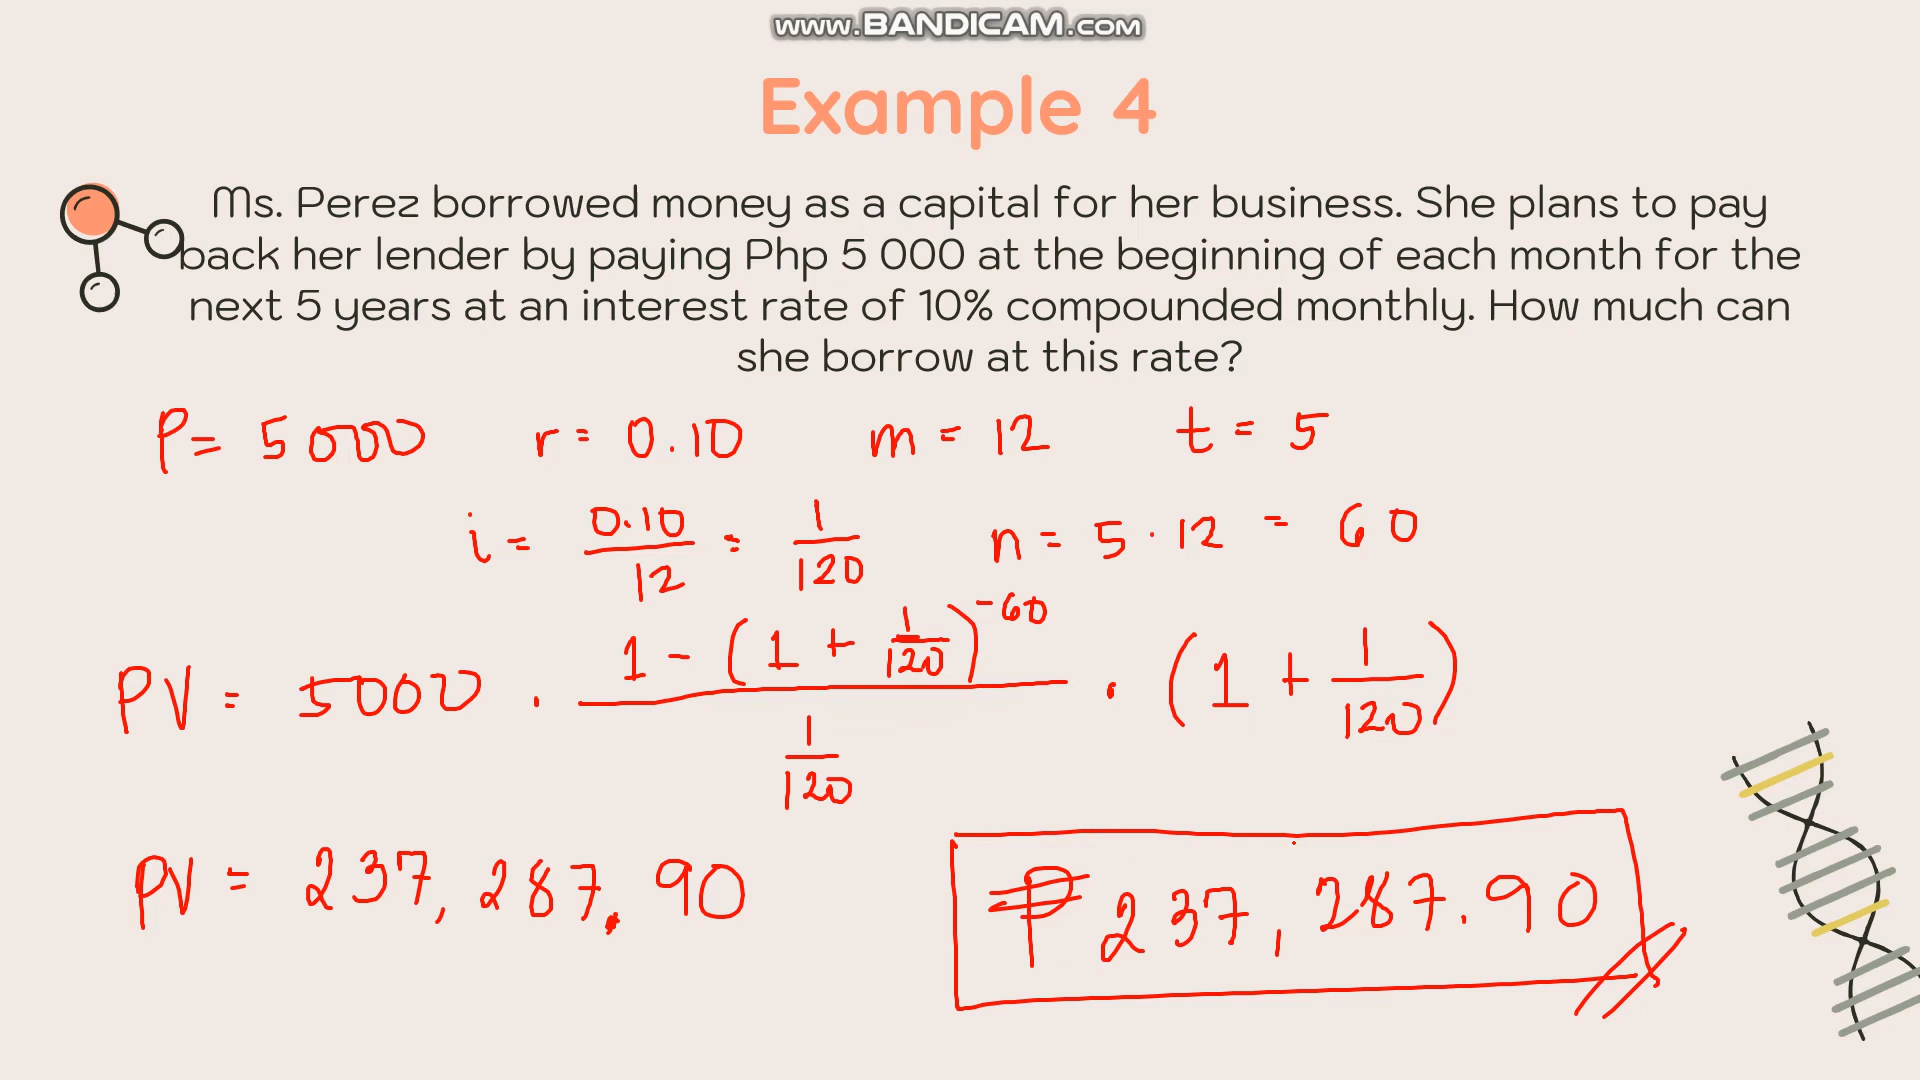 www.BANDICAM.com
Example 4
Ms. Perez borrowed money as a capital for her business. She plans to pay
back her lender by paying Php 5 000 at the beginning of each month for the
next 5 years at an interest rate of 10% compounded monthly. How much can
she borrow at this rate?
P = 5000 r = 0.10 m = 12 t = 5
i = 0.10/12 = 1/120 n = 5 · 12 = 60
PV = 5000 · (1 - (1 + 1/120)^-60)/(1/120) · (1 + 1/120)
PV = 237,287.90 ₱237,287.90